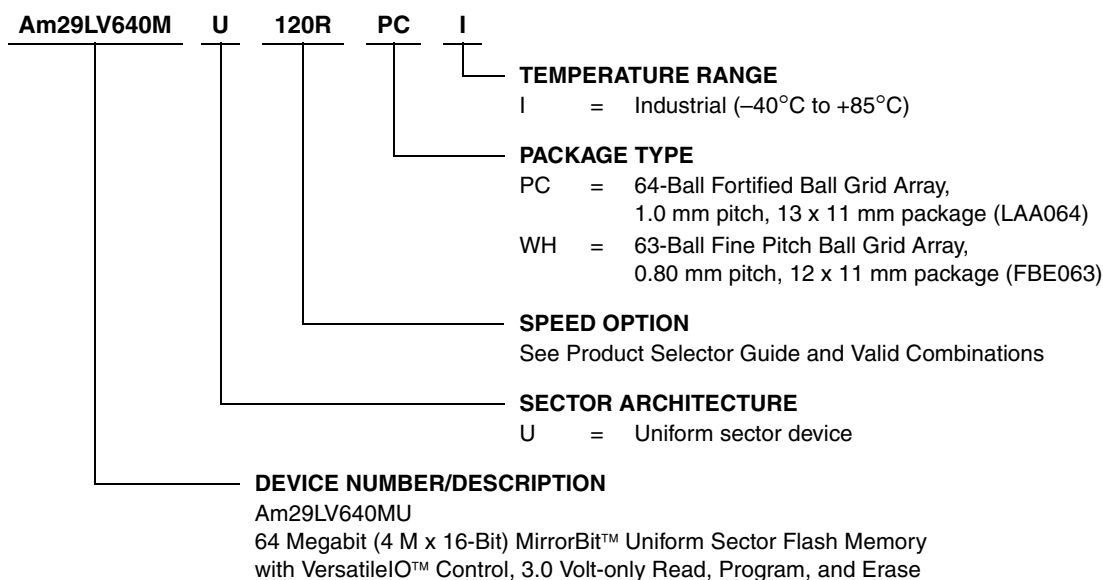 Am29LV640M U 120R PC I
TEMPERATURE RANGE
I = Industrial (–40°C to +85°C)
PACKAGE TYPE
PC = 64-Ball Fortified Ball Grid Array,
1.0 mm pitch, 13 x 11 mm package (LAA064)
WH = 63-Ball Fine Pitch Ball Grid Array,
0.80 mm pitch, 12 x 11 mm package (FBE063)
SPEED OPTION
See Product Selector Guide and Valid Combinations
SECTOR ARCHITECTURE
U = Uniform sector device
DEVICE NUMBER/DESCRIPTION
Am29LV640MU
64 Megabit (4 M x 16-Bit) MirrorBit™ Uniform Sector Flash Memory
with VersatileIO™ Control, 3.0 Volt-only Read, Program, and Erase